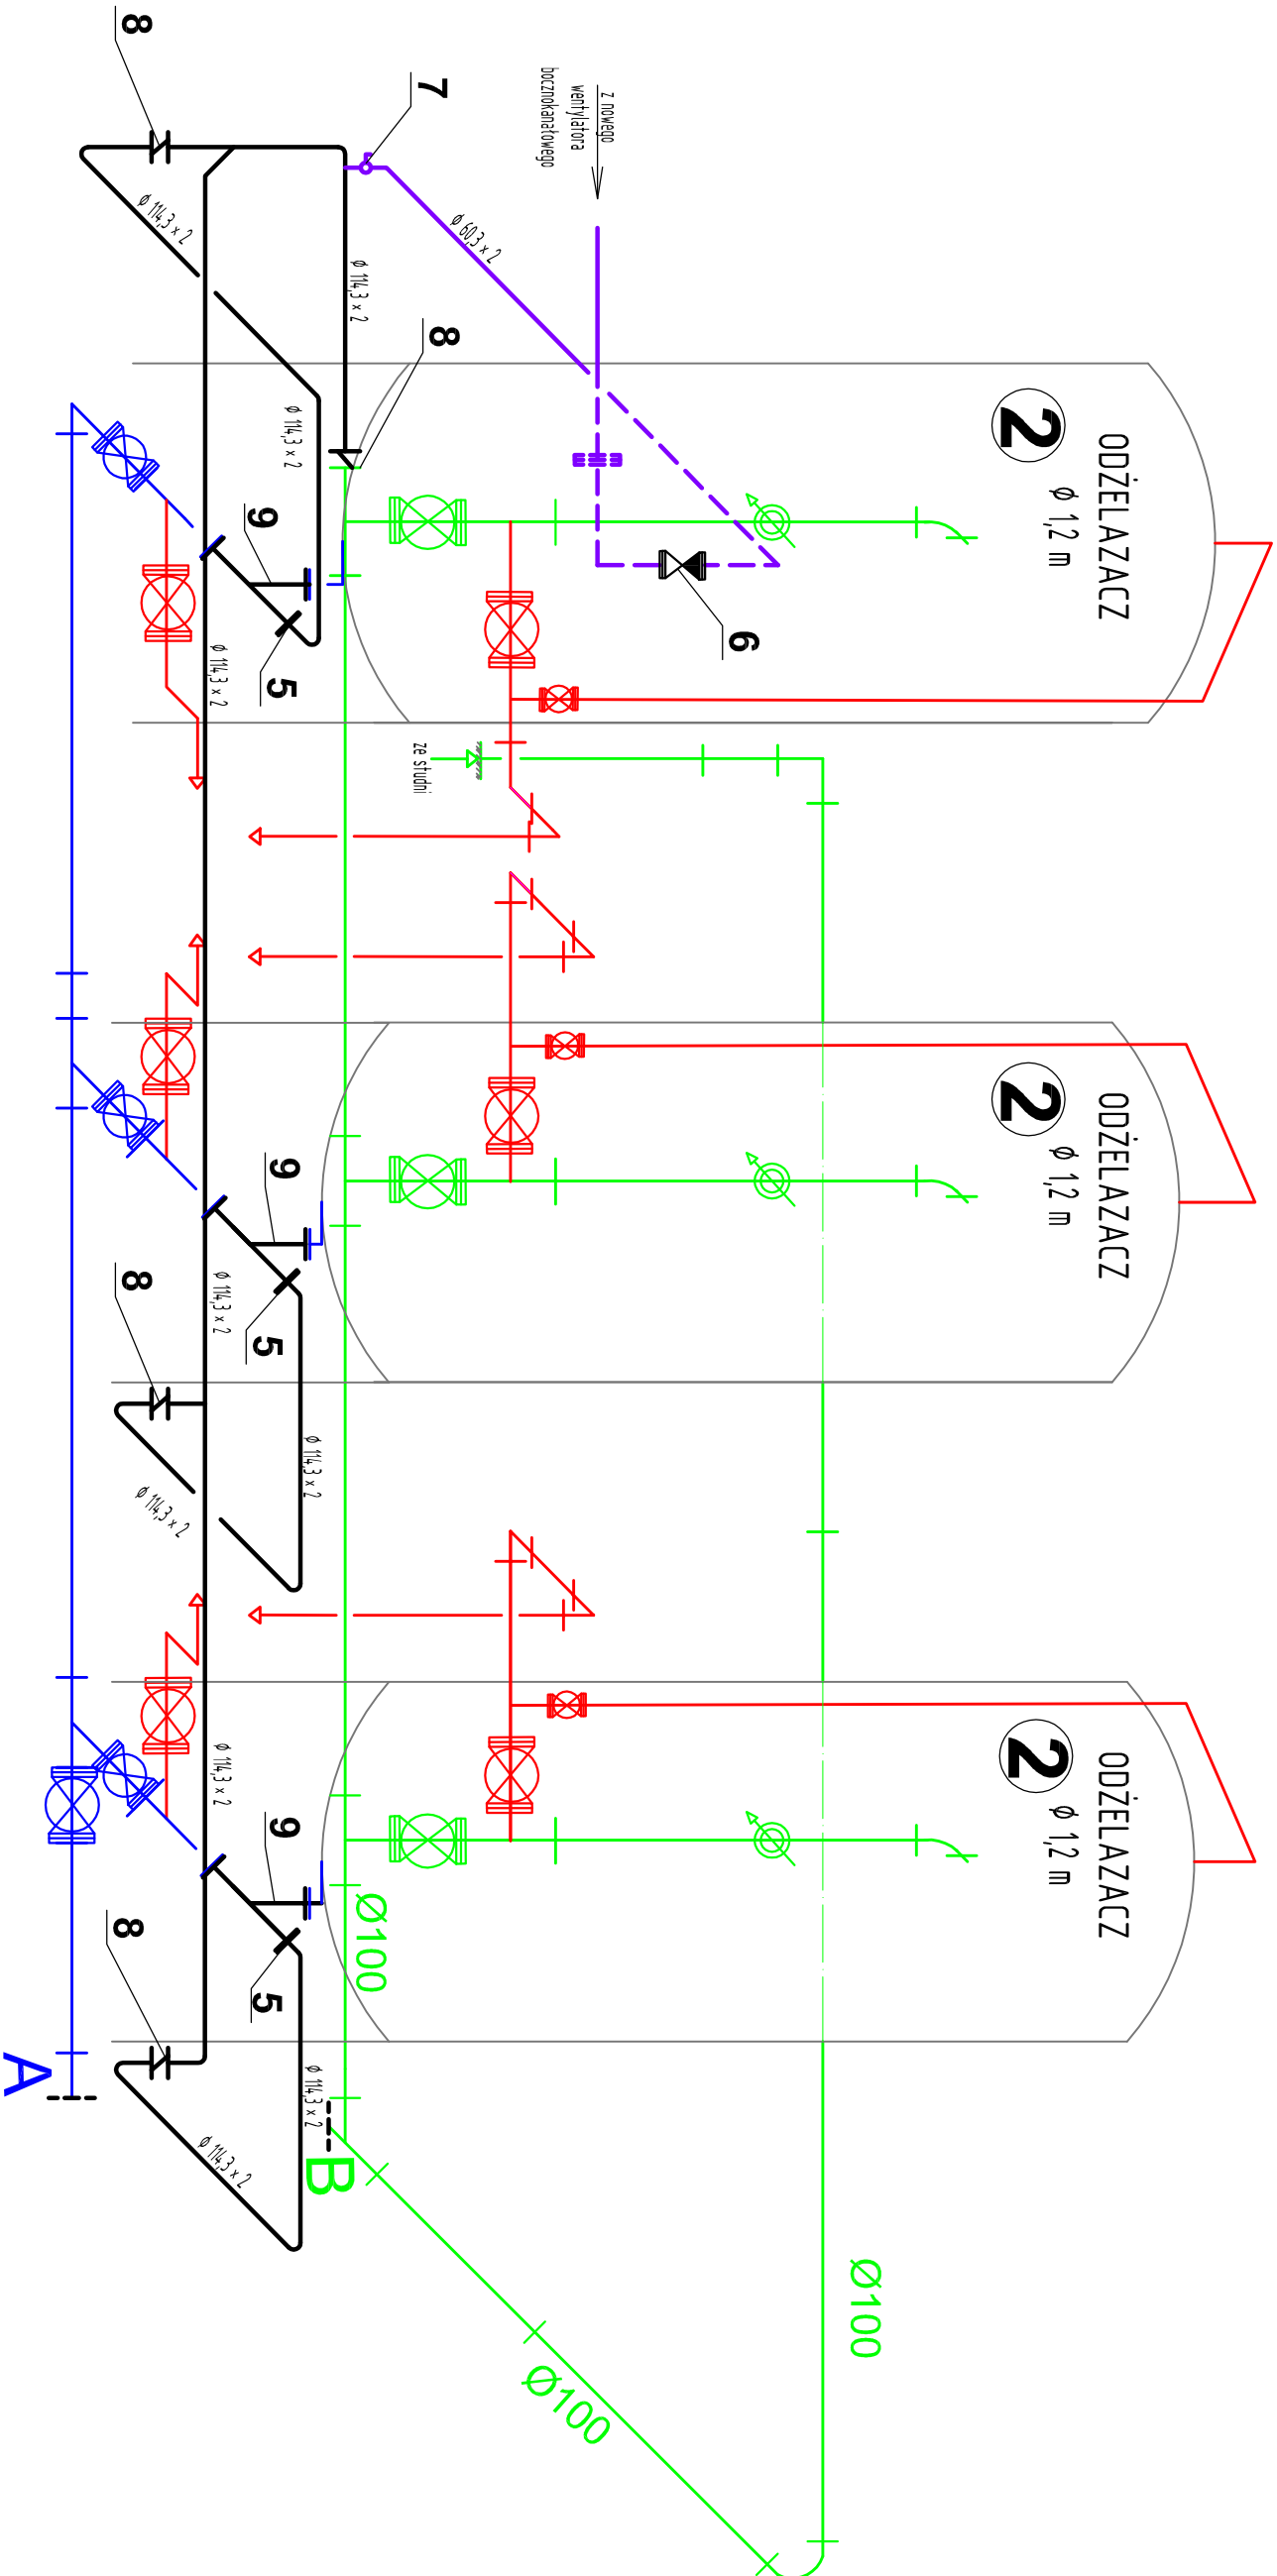 ODŻELAZACZ
2
ϕ 1,2 m
ODŻELAZACZ
2
ϕ 1,2 m
ODŻELAZACZ
2
ϕ 1,2 m
Ø100
6
z nowego
wentylatora
bocznokanałowego
ϕ 60,3 x 2
Ø100
ze studni
7
8
ϕ 114,3 x 2
Ø100
B
ϕ 114,3 x 2
9
5
ϕ 114,3 x 2
9
5
ϕ 114,3 x 2
ϕ 114,3 x 2
9
5
ϕ 114,3 x 2
ϕ 114,3 x 2
ϕ 114,3 x 2
8
ϕ 114,3 x 2
8
ϕ 114,3 x 2
8
ϕ 114,3 x 2
A